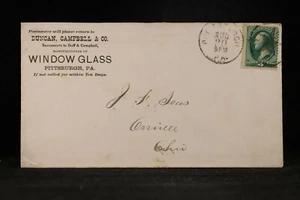 Postmaster will please return to
DUNCAN, CAMPBELL & CO.
Successors to Duff & Campbell,
MANUFACTURERS OF
WINDOW GLASS
PITTSBURGH, PA.
If not called for within Ten Days.
J. F.
Orrville
Ohio